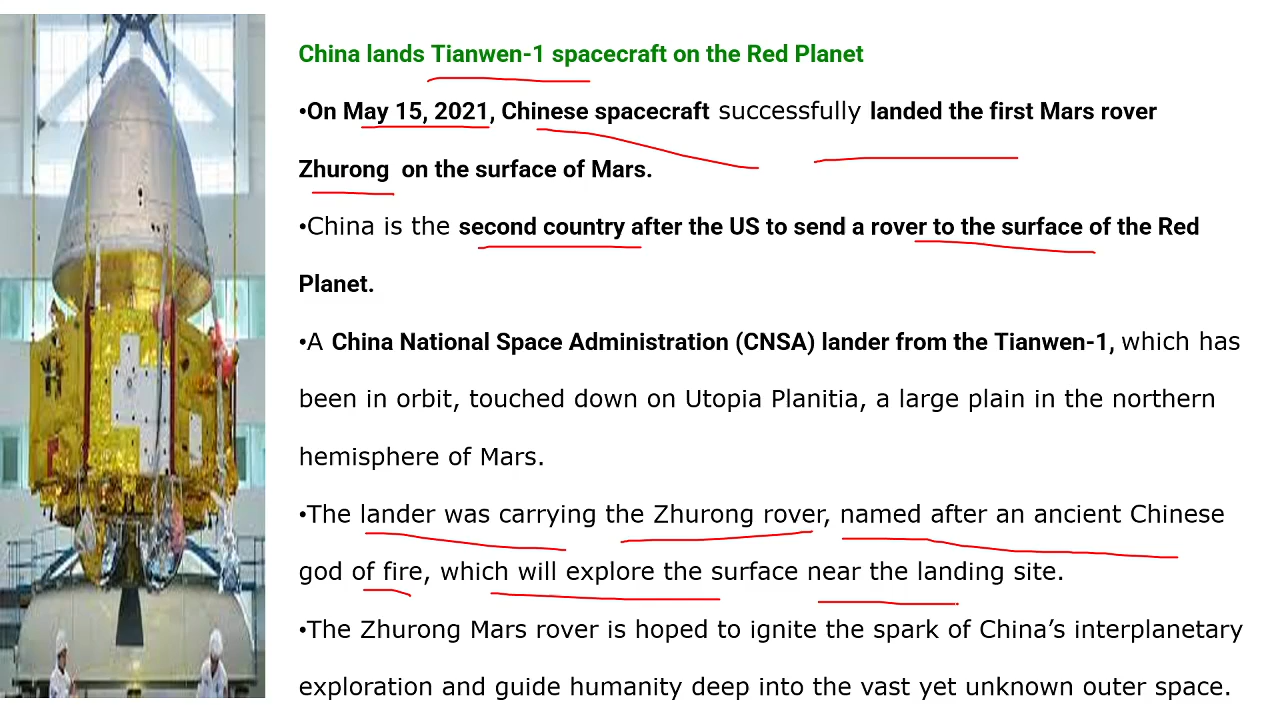 China lands Tianwen-1 spacecraft on the Red Planet
•On May 15, 2021, Chinese spacecraft successfully landed the first Mars rover
Zhurong on the surface of Mars.
•China is the second country after the US to send a rover to the surface of the Red
Planet.
•A China National Space Administration (CNSA) lander from the Tianwen-1, which has
been in orbit, touched down on Utopia Planitia, a large plain in the northern
hemisphere of Mars.
•The lander was carrying the Zhurong rover, named after an ancient Chinese
god of fire, which will explore the surface near the landing site.
•The Zhurong Mars rover is hoped to ignite the spark of China’s interplanetary
exploration and guide humanity deep into the vast yet unknown outer space.